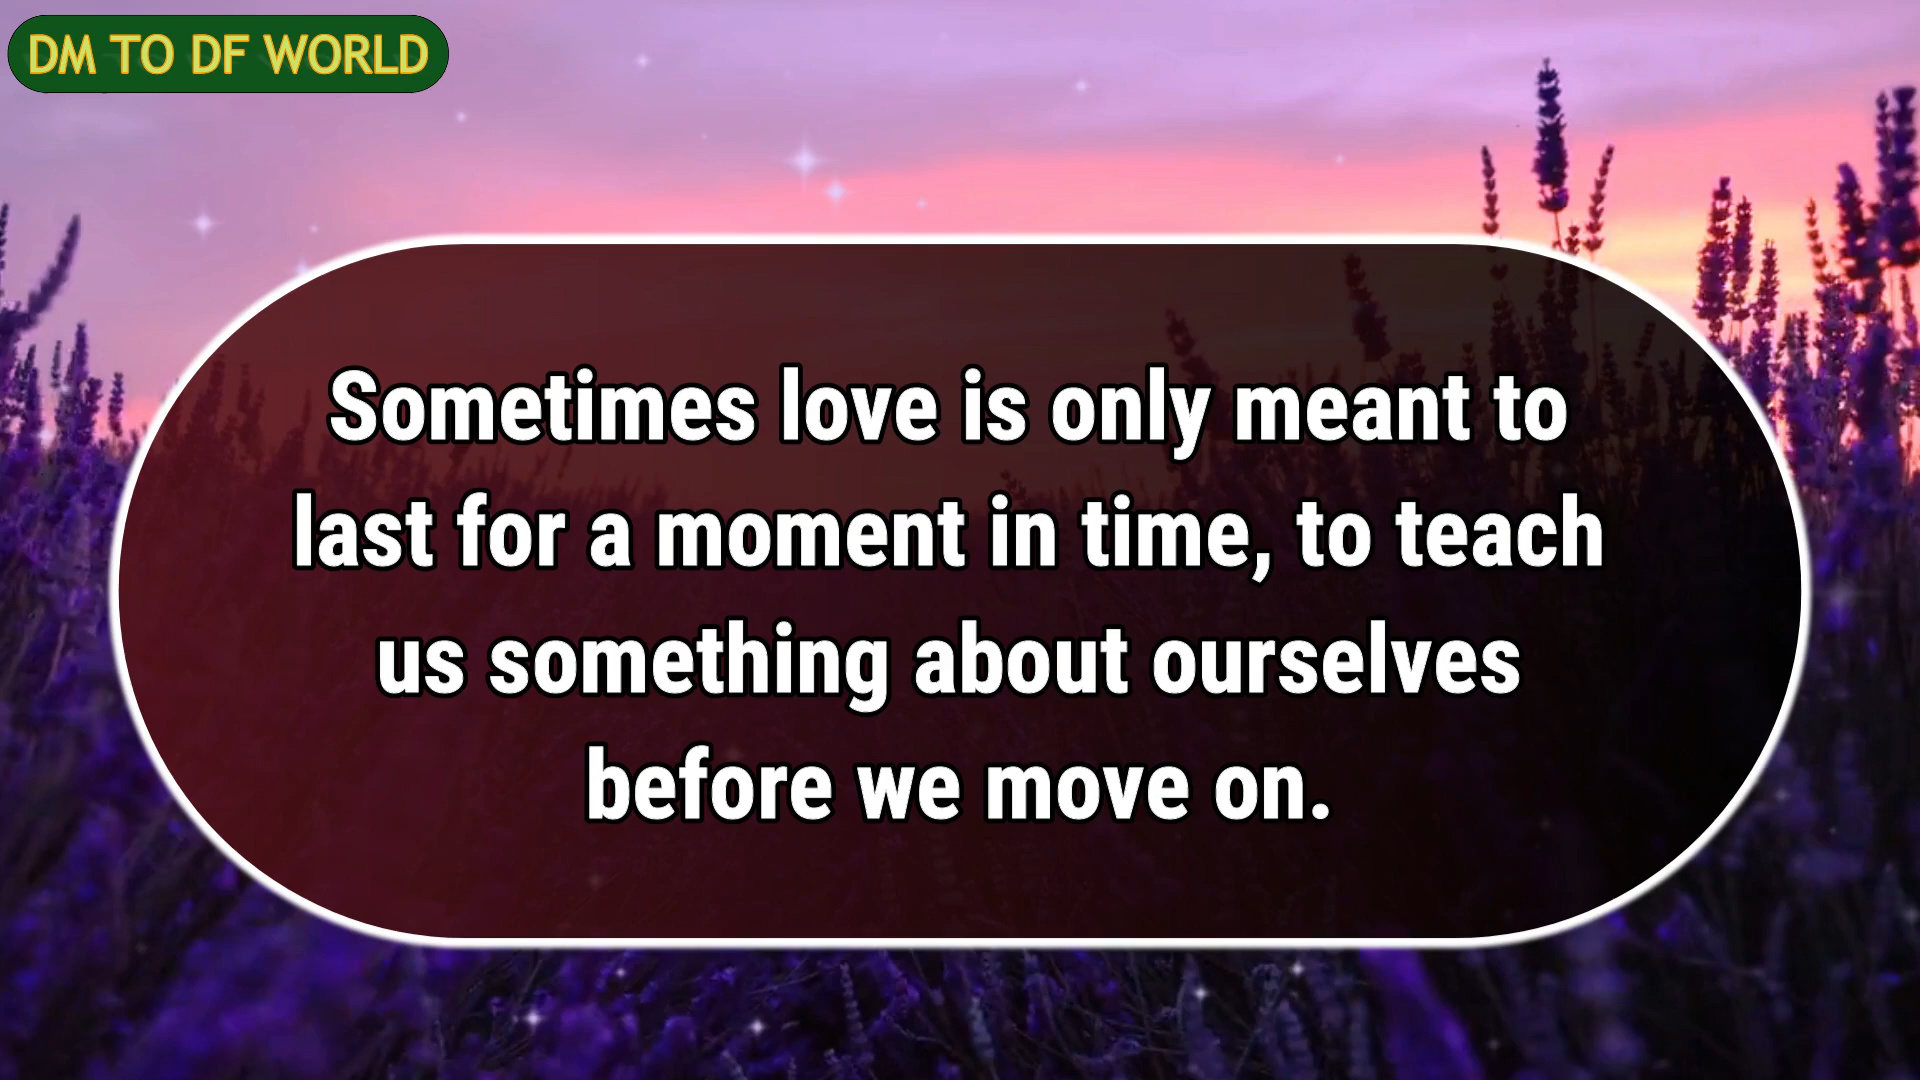 DM TO DF WORLD
Sometimes love is only meant to
last for a moment in time, to teach
us something about ourselves
before we move on.